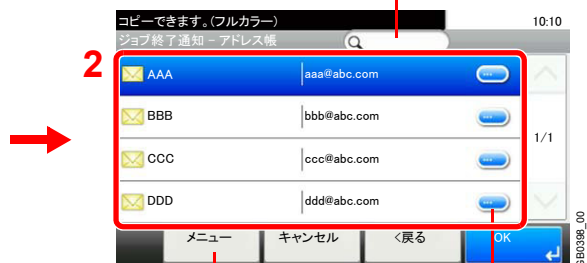 コピーできます。(フルカラー)
10:10
ジョブ終了通知 - アドレス帳
2
AAA aaa@abc.com
BBB bbb@abc.com
1/1
CCC ccc@abc.com
DDD ddd@abc.com
メニュー キャンセル <戻る OK